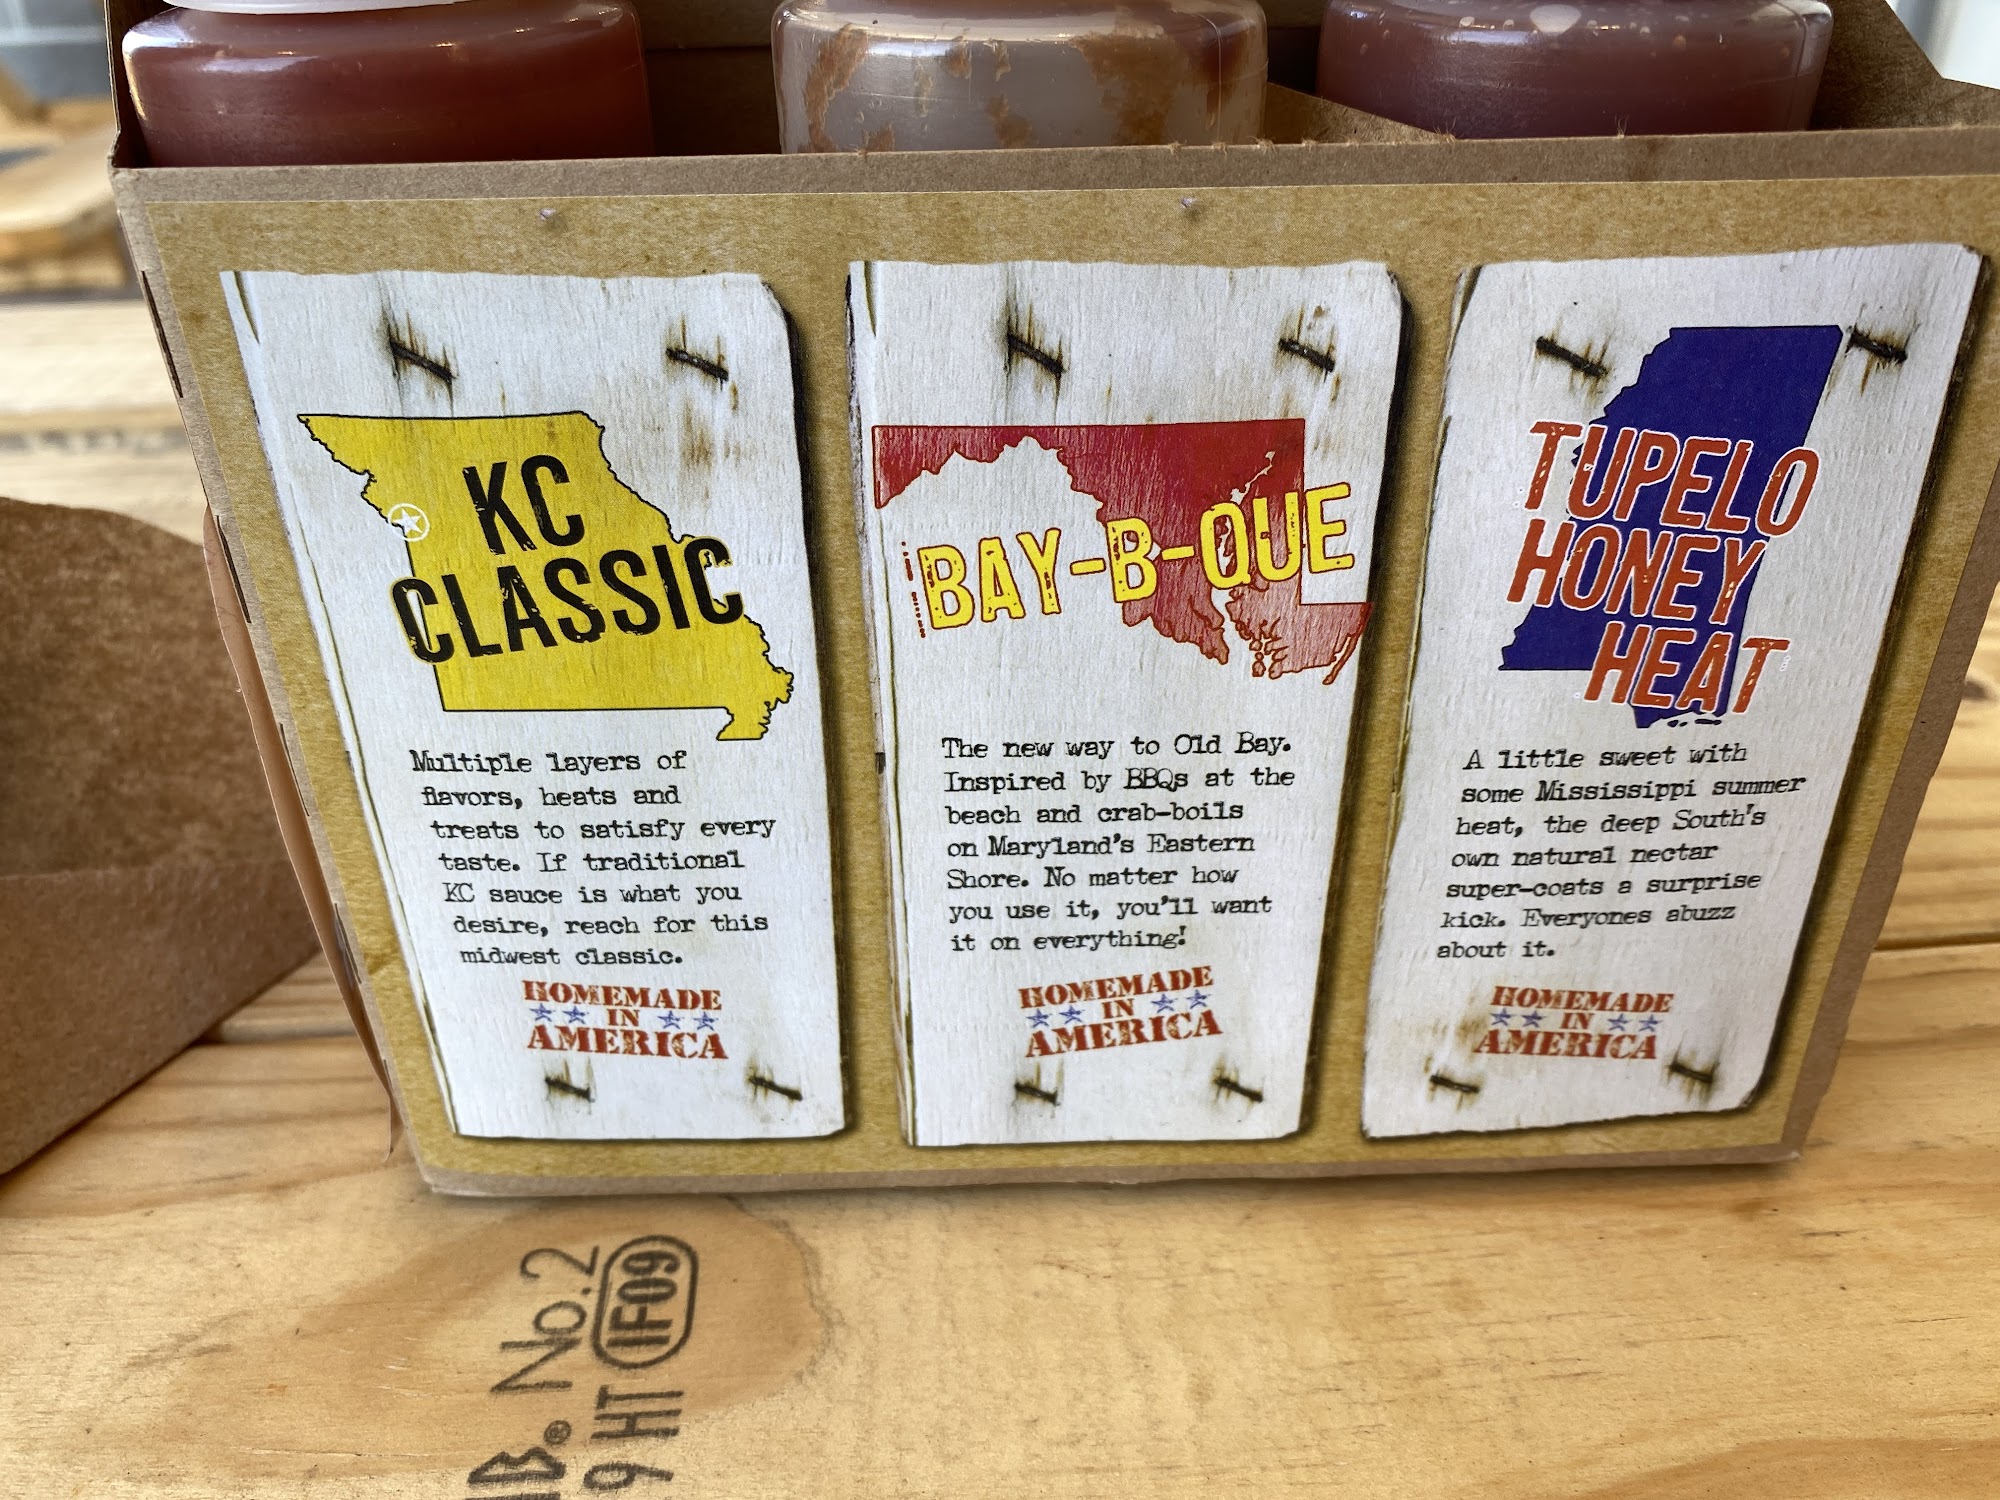 KC
CLASSIC
Multiple layers of
flavors, heats and
treats to satisfy every
taste. If traditional
KC sauce is what you
desire, reach for this
midwest classic.
HOMEMADE
IN
AMERICA
BAY-B-QUE
The new way to Old Bay.
Inspired by BBQs at the
beach and crab-boils
on Maryland's Eastern
Shore. No matter how
you use it, you'll want
it on everything!
HOMEMADE
IN
AMERICA
TUPELO
HONEY
HEAT
A little sweet with
some Mississippi summer
heat, the deep South's
own natural nectar
super-coats a surprise
kick. Everyones abuzz
about it.
HOMEMADE
IN
AMERICA
No.2
IF09
9 HT